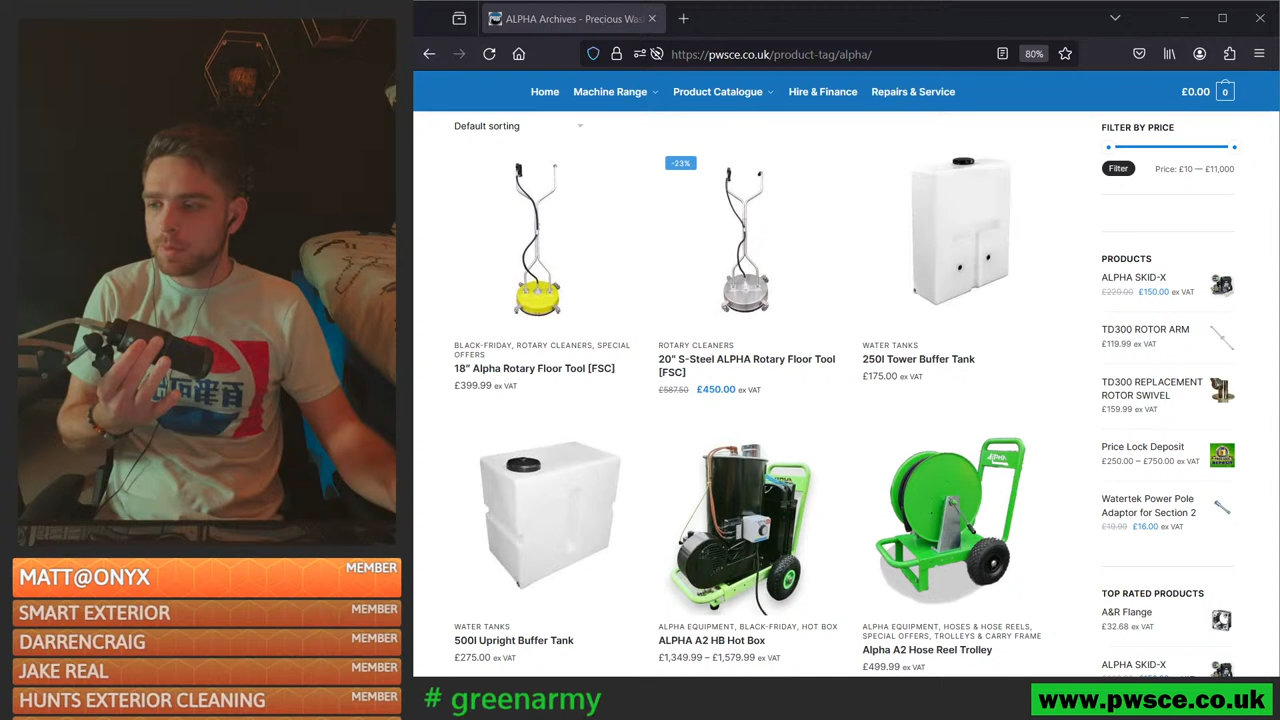 ALPHA Archives - Precious Was
https://pwsce.co.uk/product-tag/alpha/
80%
Home
Machine Range
Product Catalogue
Hire & Finance
Repairs & Service
£0.00
0
Default sorting
-23%
BLACK-FRIDAY, ROTARY CLEANERS, SPECIAL
OFFERS
18″ Alpha Rotary Floor Tool [FSC]
£399.99 ex VAT
ROTARY CLEANERS
20″ S-Steel ALPHA Rotary Floor Tool
[FSC]
£587.50 £450.00 ex VAT
WATER TANKS
250l Tower Buffer Tank
£175.00 ex VAT
WATER TANKS
500l Upright Buffer Tank
£275.00 ex VAT
ALPHA EQUIPMENT, BLACK-FRIDAY, HOT BOX
ALPHA A2 HB Hot Box
£1,349.99 – £1,579.99 ex VAT
ALPHA EQUIPMENT, HOSES & HOSE REELS,
SPECIAL OFFERS, TROLLEYS & CARRY FRAME
Alpha A2 Hose Reel Trolley
£499.99 ex VAT
FILTER BY PRICE
Filter
Price: £10 — £11,000
PRODUCTS
ALPHA SKID-X
£220.00 £150.00 ex VAT
TD300 ROTOR ARM
£119.99 ex VAT
TD300 REPLACEMENT
ROTOR SWIVEL
£159.99 ex VAT
Price Lock Deposit
£250.00 – £750.00 ex VAT
Watertek Power Pole
Adaptor for Section 2
£19.99 £16.00 ex VAT
TOP RATED PRODUCTS
A&R Flange
£32.68 ex VAT
ALPHA SKID-X
MATT@ONYX
MEMBER
SMART EXTERIOR
MEMBER
DARRENCRAIG
MEMBER
JAKE REAL
MEMBER
HUNTS EXTERIOR CLEANING
MEMBER
# greenarmy
www.pwsce.co.uk